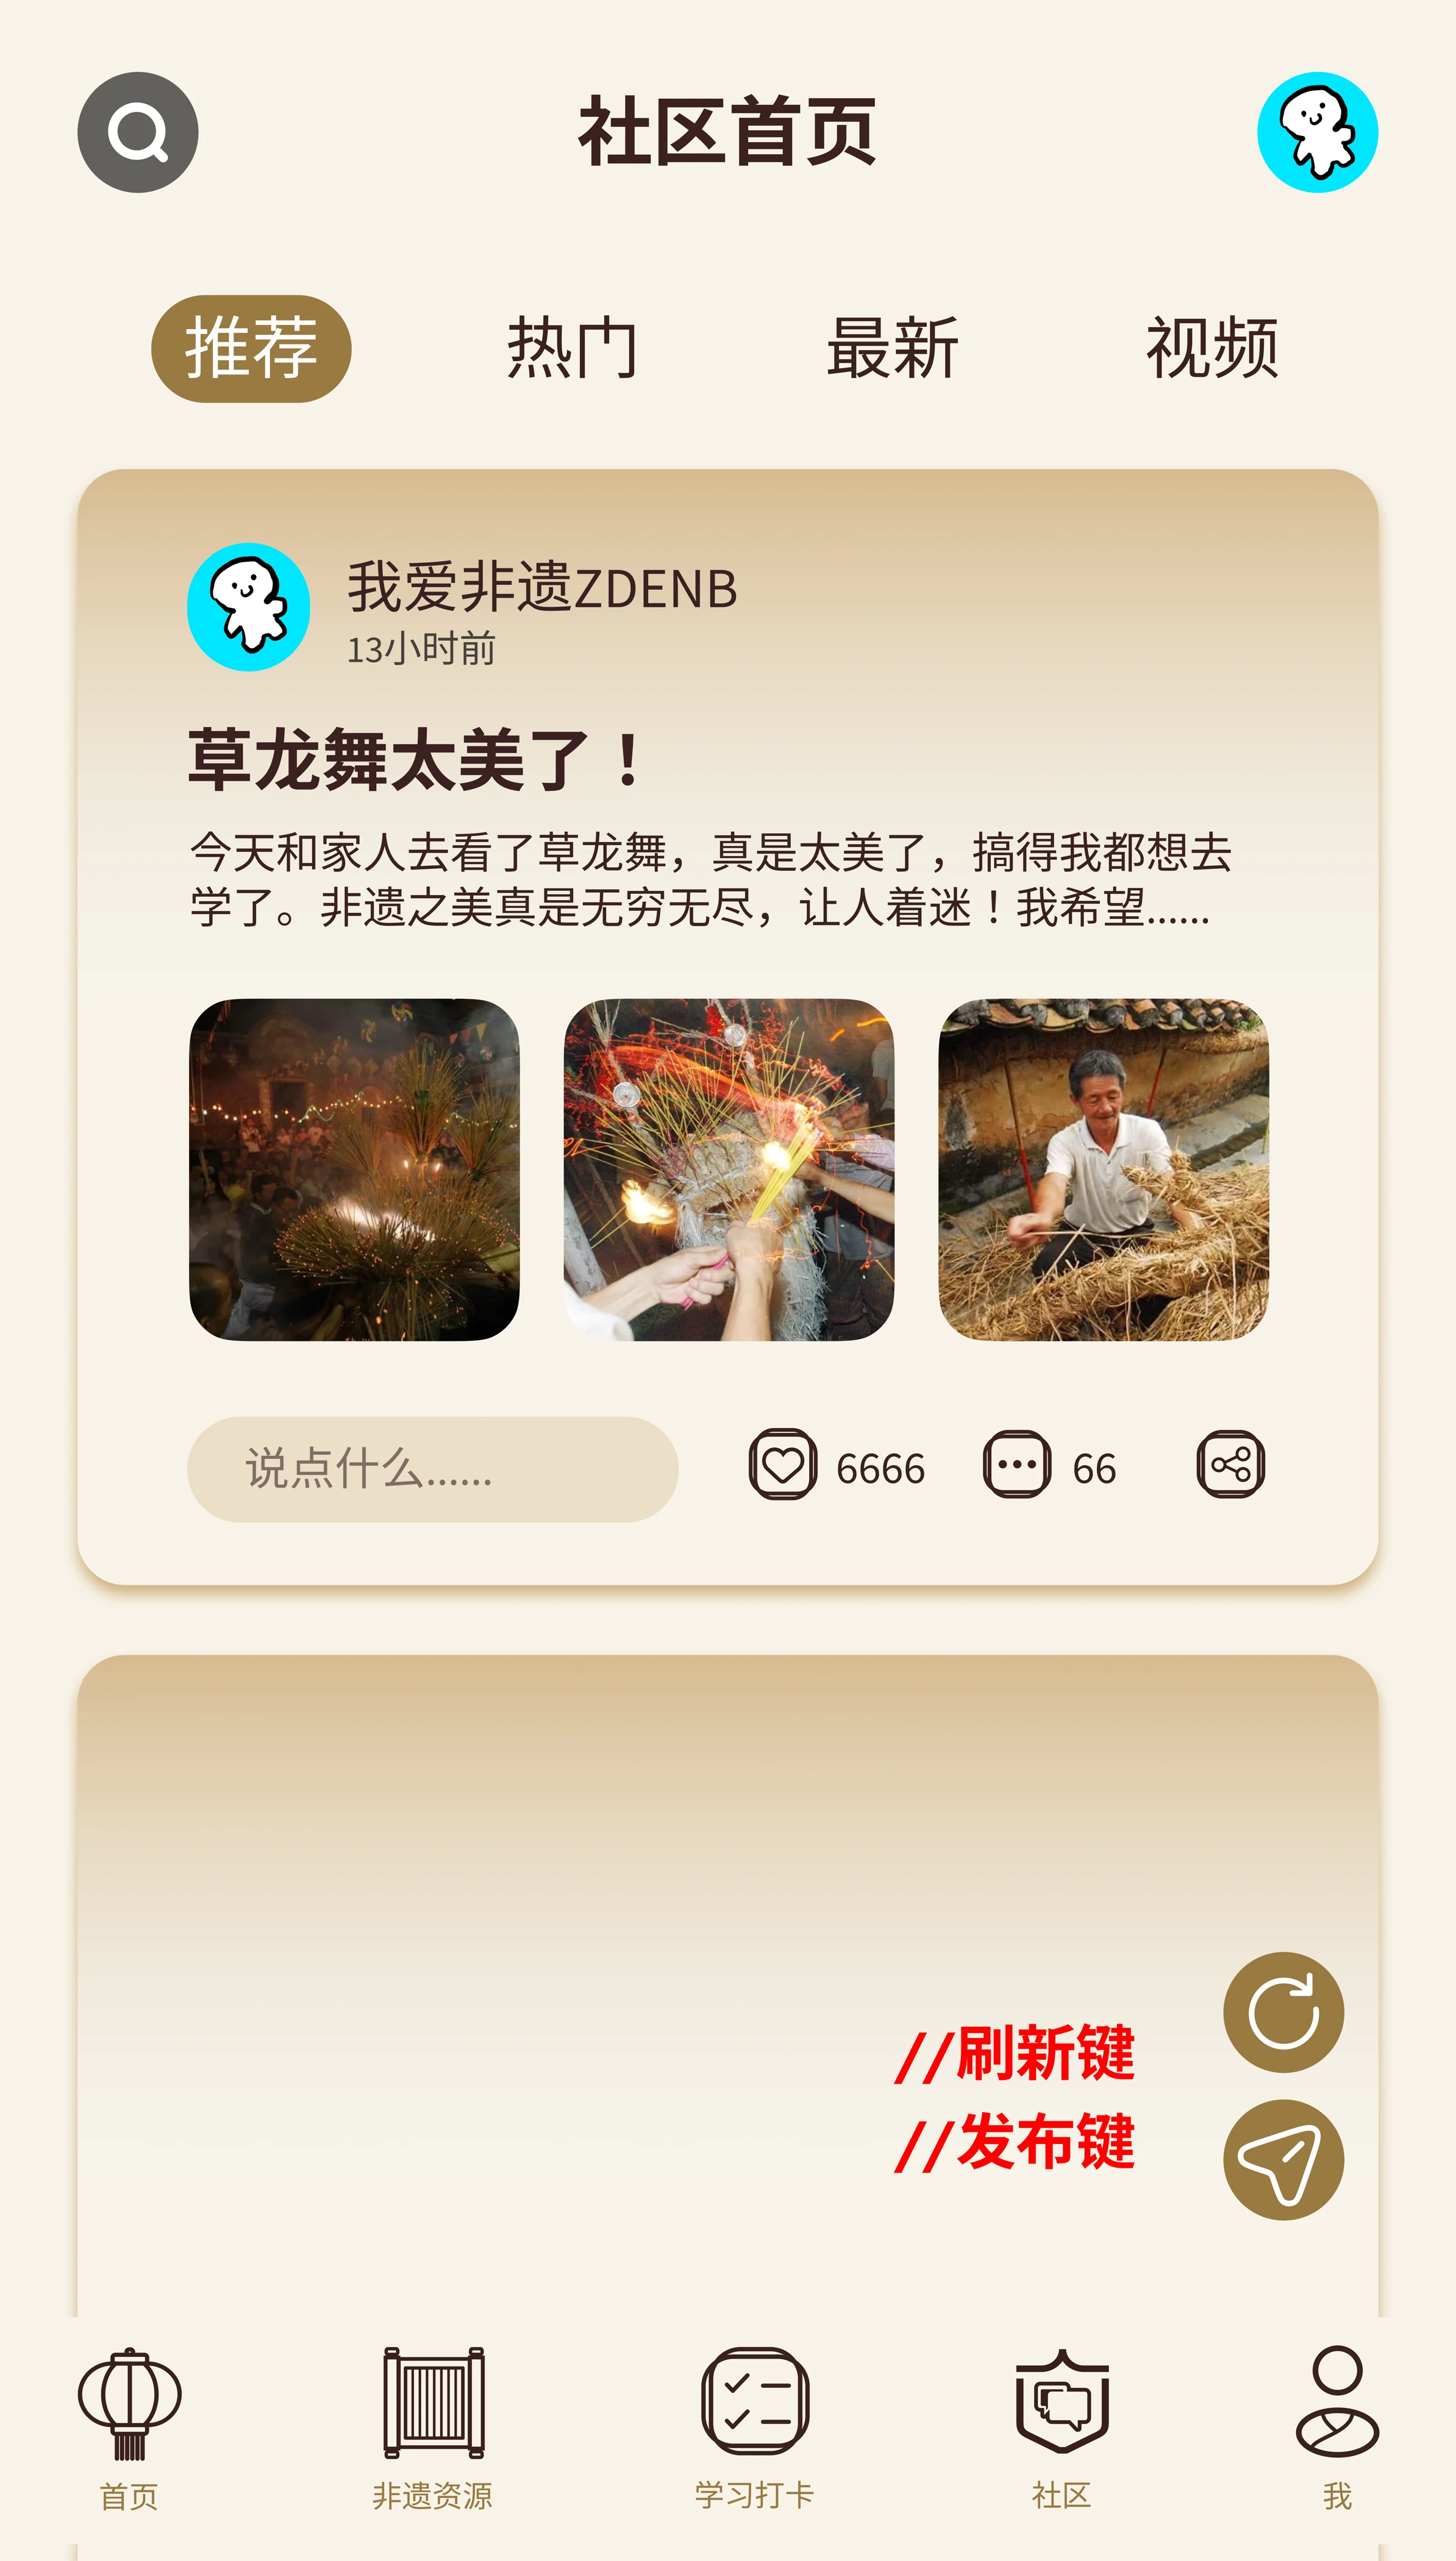 社区首页
推荐 热门 最新 视频
我爱非遗ZDENB
13小时前
草龙舞太美了！
今天和家人去看了草龙舞，真是太美了，搞得我都想去
学了。非遗之美真是无穷无尽，让人着迷！我希望......
说点什么...... 6666 66
//刷新键
//发布键
首页 非遗资源 学习打卡 社区 我